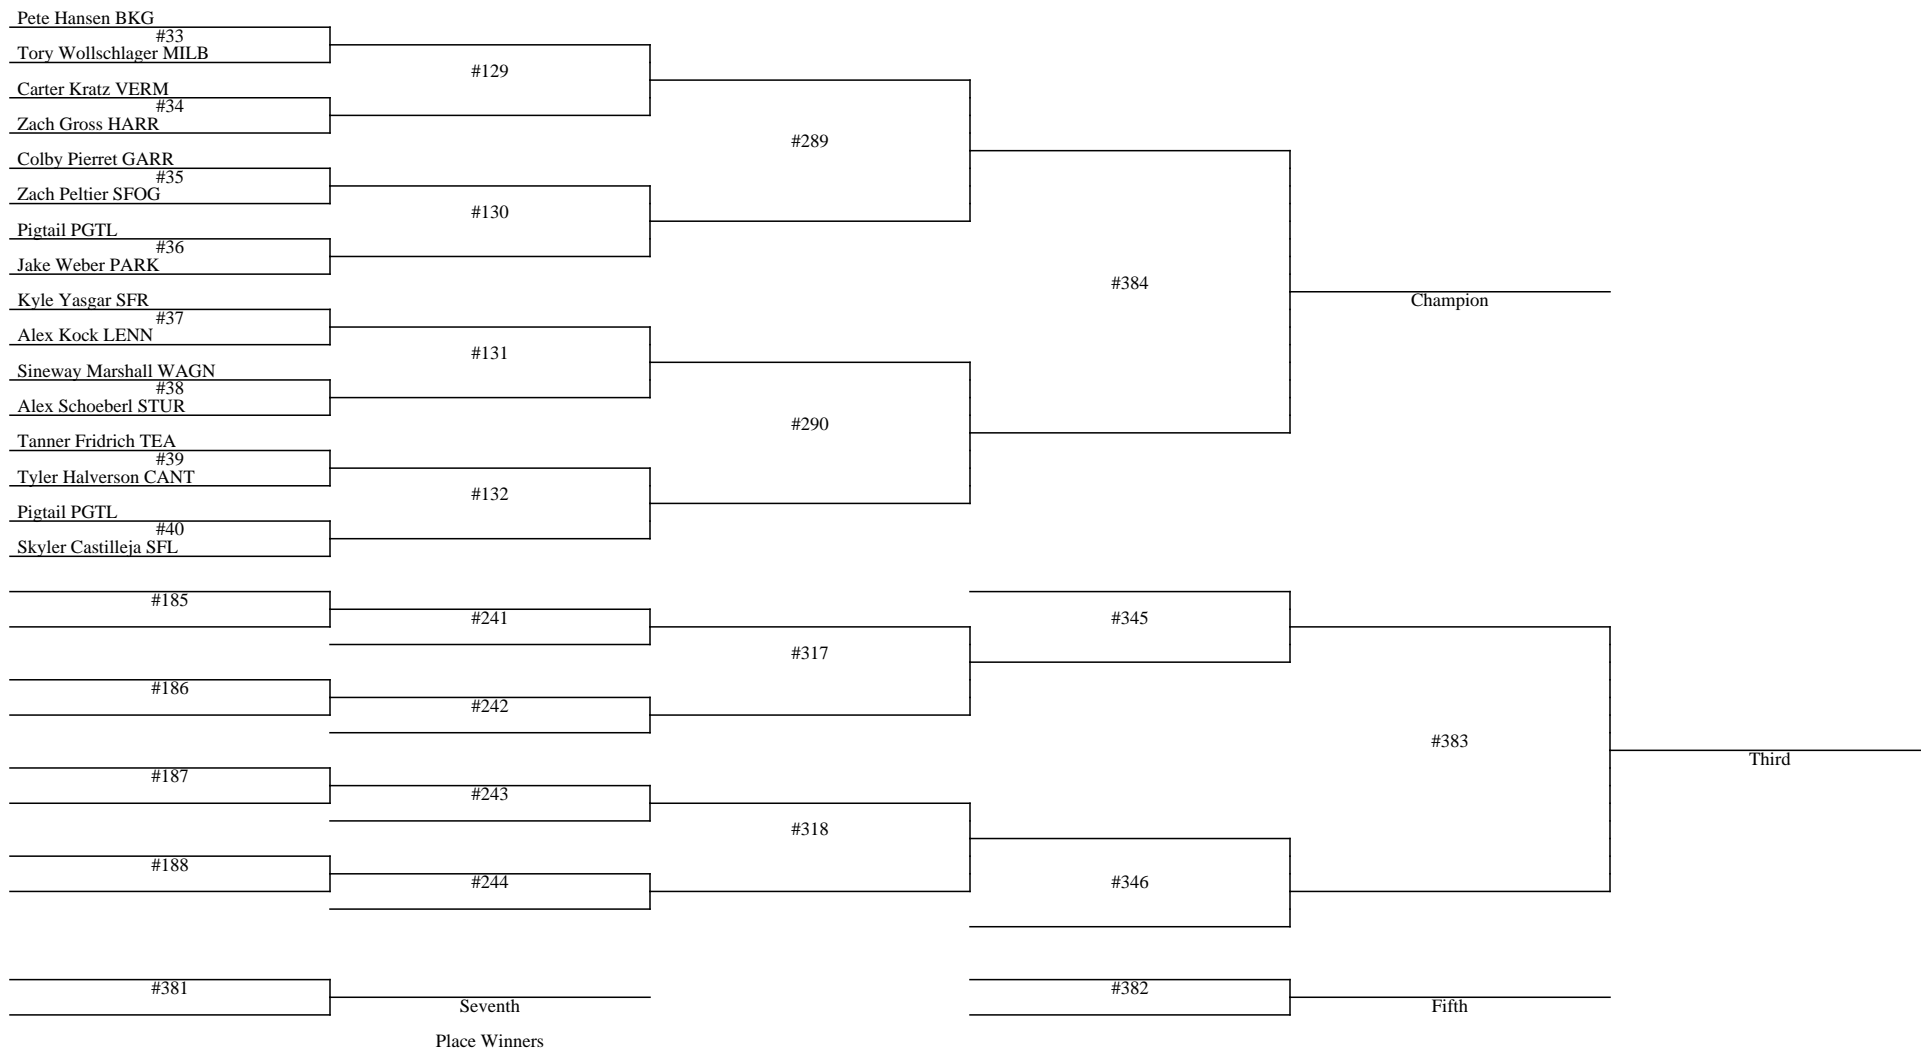 Pete Hansen BKG
#33
Tory Wollschlager MILB
#129
Carter Kratz VERM
#34
Zach Gross HARR
#289
Colby Pierret GARR
#35
Zach Peltier SFOG
#130
Pigtail PGTL
#36
Jake Weber PARK
#384
Kyle Yasgar SFR
Champion
#37
Alex Kock LENN
#131
Sineway Marshall WAGN
#38
Alex Schoeberl STUR
#290
Tanner Fridrich TEA
#39
Tyler Halverson CANT
#132
Pigtail PGTL
#40
Skyler Castilleja SFL
#185
#241
#345
#317
#186
#242
#383
Third
#187
#243
#318
#188
#244
#346
#381
#382
Seventh
Fifth
Place Winners